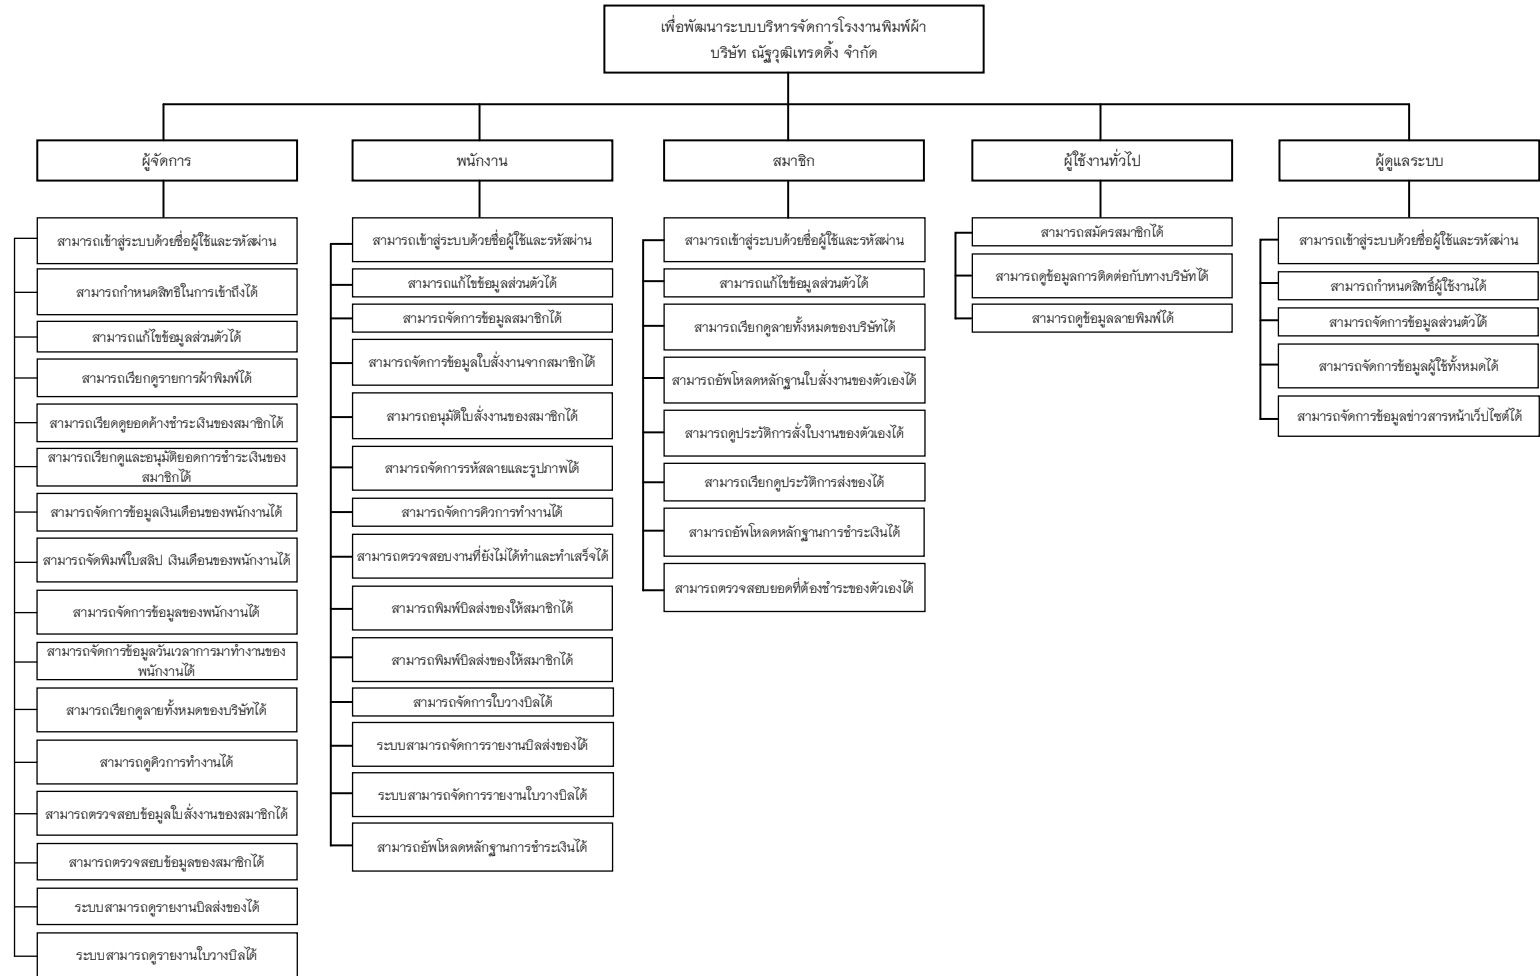 เพื่อพัฒนาระบบบริหารจัดการโรงงานพิมพ์ผ้า
บริษัท ณัฐวุฒิเทรดดิ้ง จำกัด
ผู้จัดการ
สามารถเข้าสู่ระบบด้วยชื่อผู้ใช้และรหัสผ่าน
สามารถกำหนดสิทธิในการเข้าถึงได้
สามารถแก้ไขข้อมูลส่วนตัวได้
สามารถเรียกดูรายการผ้าพิมพ์ได้
สามารถเรียดดูยอดค้างชำระเงินของสมาชิกได้
สามารถเรียกดูและอนุมัติยอดการชำระเงินของ
สมาชิกได้
สามารถจัดการข้อมูลเงินเดือนของพนักงานได้
สามารถจัดพิมพ์ใบสลิป เงินเดือนของพนักงานได้
สามารถจัดการข้อมูลของพนักงานได้
สามารถจัดการข้อมูลวันเวลาการมาทำงานของ
พนักงานได้
สามารถเรียกดูลายทั้งหมดของบริษัทได้
สามารถดูคิวการทำงานได้
สามารถตรวจสอบข้อมูลใบสั่งงานของสมาชิกได้
สามารถตรวจสอบข้อมูลของสมาชิกได้
ระบบสามารถดูรายงานบิลส่งของได้
ระบบสามารถดูรายงานใบวางบิลได้
พนักงาน
สามารถเข้าสู่ระบบด้วยชื่อผู้ใช้และรหัสผ่าน
สามารถแก้ไขข้อมูลส่วนตัวได้
สามารถจัดการข้อมูลสมาชิกได้
สามารถจัดการข้อมูลใบสั่งงานจากสมาชิกได้
สามารถอนุมัติใบสั่งงานของสมาชิกได้
สามารถจัดการรหัสลายและรูปภาพได้
สามารถจัดการคิวการทำงานได้
สามารถตรวจสอบงานที่ยังไม่ได้ทำและทำเสร็จได้
สามารถพิมพ์บิลส่งของให้สมาชิกได้
สามารถพิมพ์บิลส่งของให้สมาชิกได้
สามารถจัดการใบวางบิลได้
ระบบสามารถจัดการรายงานบิลส่งของได้
ระบบสามารถจัดการรายงานใบวางบิลได้
สามารถอัพโหลดหลักฐานการชำระเงินได้
สมาชิก
สามารถเข้าสู่ระบบด้วยชื่อผู้ใช้และรหัสผ่าน
สามารถแก้ไขข้อมูลส่วนตัวได้
สามารถเรียกดูลายทั้งหมดของบริษัทได้
สามารถอัพโหลดหลักฐานใบสั่งงานของตัวเองได้
สามารถดูประวัติการสั่งใบงานของตัวเองได้
สามารถเรียกดูประวัติการส่งของได้
สามารถอัพโหลดหลักฐานการชำระเงินได้
สามารถตรวจสอบยอดที่ต้องชำระของตัวเองได้
ผู้ใช้งานทั่วไป
สามารถสมัครสมาชิกได้
สามารถดูข้อมูลการติดต่อกับทางบริษัทได้
สามารถดูข้อมูลลายพิมพ์ได้
ผู้ดูแลระบบ
สามารถเข้าสู่ระบบด้วยชื่อผู้ใช้และรหัสผ่าน
สามารถกำหนดสิทธิ์ผู้ใช้งานได้
สามารถจัดการข้อมูลส่วนตัวได้
สามารถจัดการข้อมูลผู้ใช้ทั้งหมดได้
สามารถจัดการข้อมูลข่าวสารหน้าเว็ปไซต์ได้